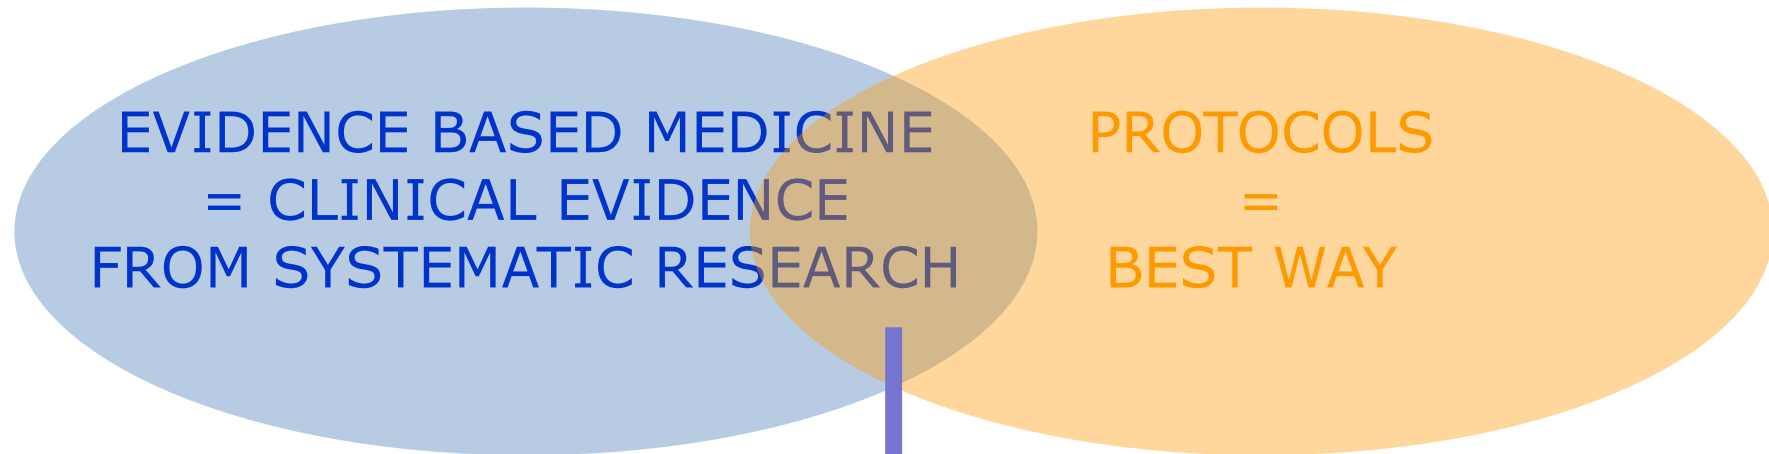 EVIDENCE BASED MEDICINE
= CLINICAL EVIDENCE
FROM SYSTEMATIC RESEARCH
PROTOCOLS
=
BEST WAY